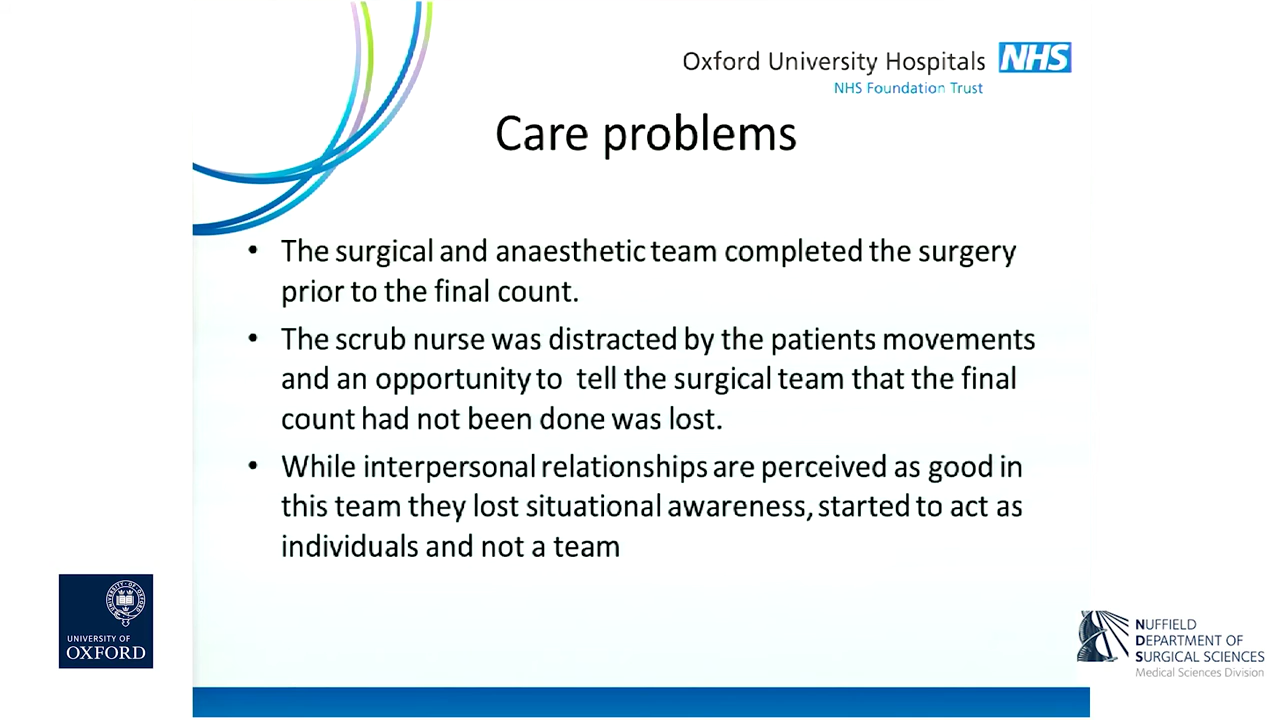 Oxford University Hospitals NHS
NHS Foundation Trust
Care problems
• The surgical and anaesthetic team completed the surgery
prior to the final count.
• The scrub nurse was distracted by the patients movements
and an opportunity to tell the surgical team that the final
count had not been done was lost.
• While interpersonal relationships are perceived as good in
this team they lost situational awareness, started to act as
individuals and not a team
UNIVERSITY OF
OXFORD
NUFFIELD
DEPARTMENT OF
SURGICAL SCIENCES
Medical Sciences Division